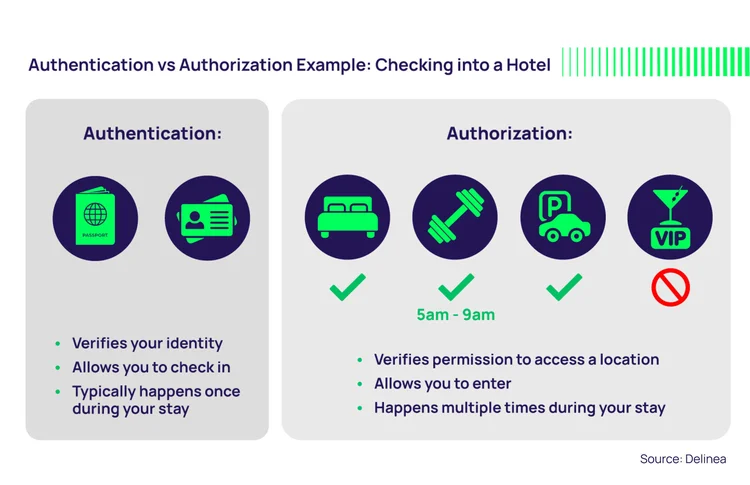 Authentication vs Authorization Example: Checking into a Hotel
Authentication:
PASSPORT
• Verifies your identity
• Allows you to check in
• Typically happens once
during your stay
Authorization:
P
VIP
5am - 9am
• Verifies permission to access a location
• Allows you to enter
• Happens multiple times during your stay
Source: Delinea